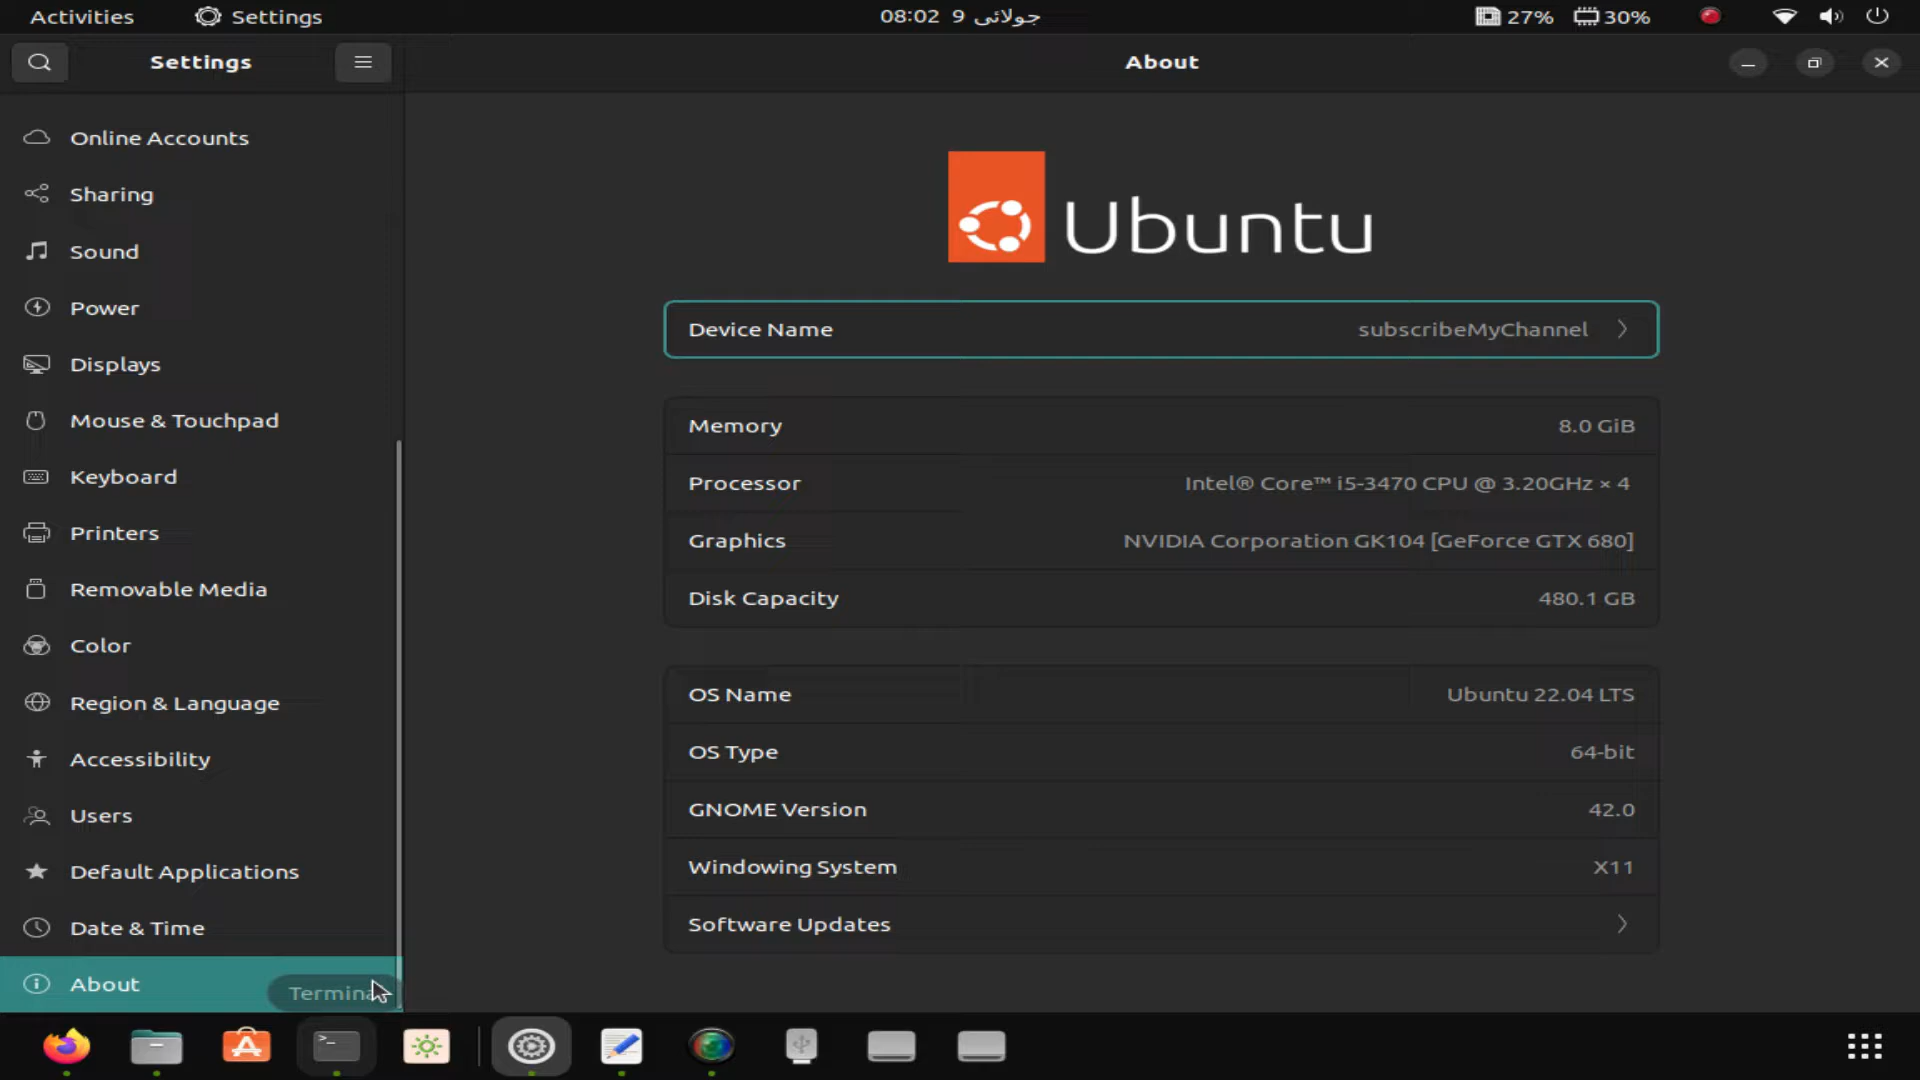 Activities Settings 08:02 9 جولائی 27% 30%
Settings
About
Online Accounts
Sharing
Sound
Power
Displays
Mouse & Touchpad
Keyboard
Printers
Removable Media
Color
Region & Language
Accessibility
Users
Default Applications
Date & Time
About
Ubuntu
Device Name subscribeMyChannel
Memory 8.0 GiB
Processor Intel® Core™ i5-3470 CPU @ 3.20GHz × 4
Graphics NVIDIA Corporation GK104 [GeForce GTX 680]
Disk Capacity 480.1 GB
OS Name Ubuntu 22.04 LTS
OS Type 64-bit
GNOME Version 42.0
Windowing System X11
Software Updates